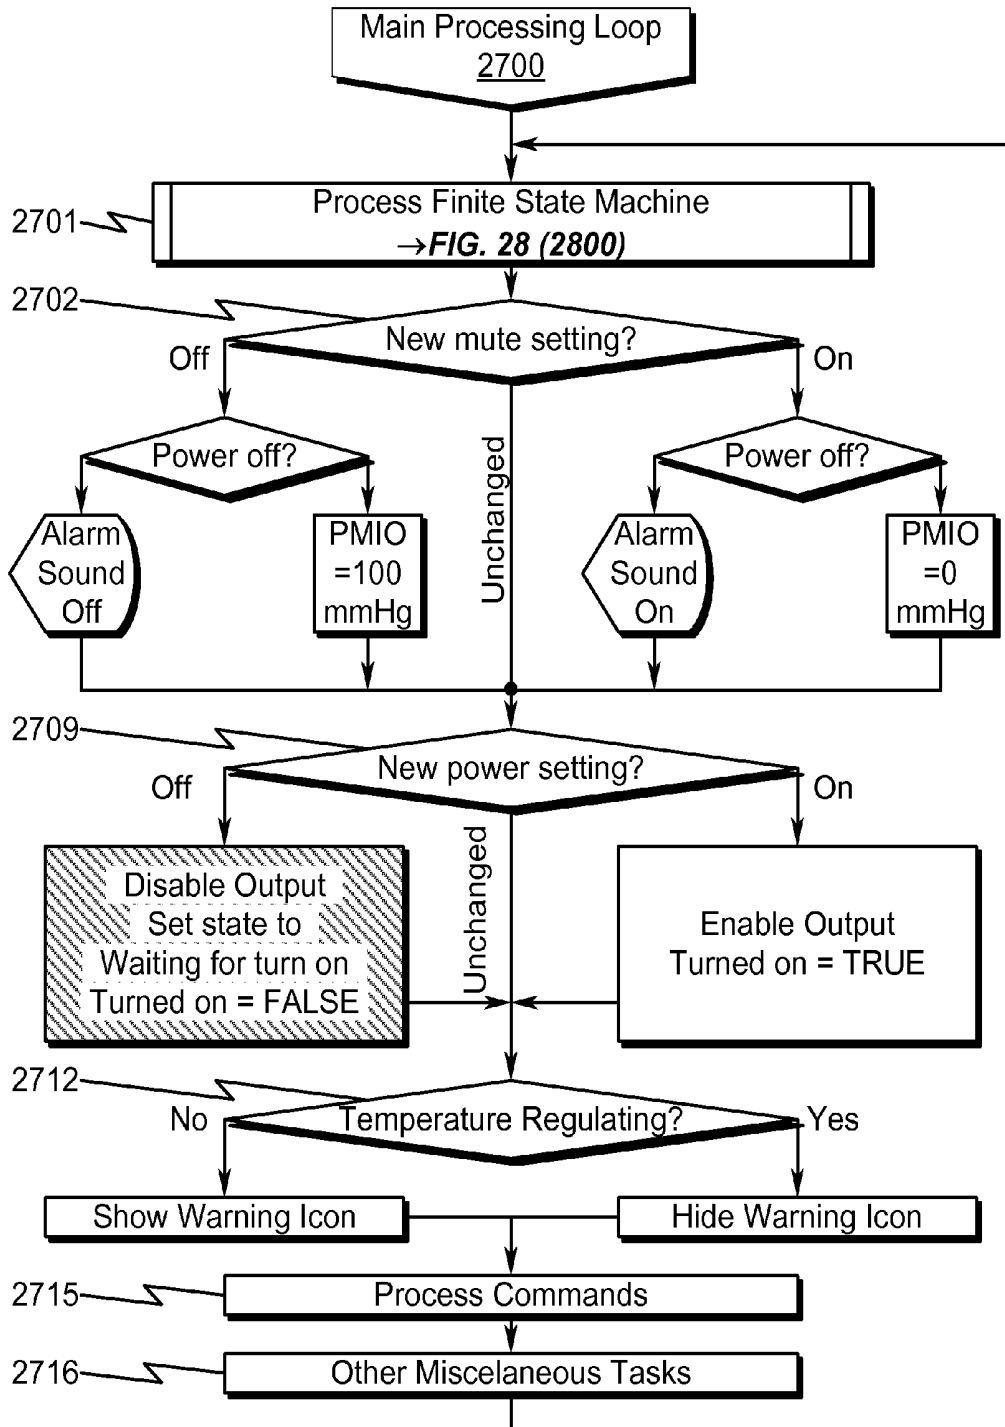 Main Processing Loop
2700
2701
Process Finite State Machine
→FIG. 28 (2800)
2702
New mute setting?
Off
On
Power off?
Unchanged
Power off?
Alarm
Sound
Off
PMIO
=100
mmHg
Alarm
Sound
On
PMIO
=0
mmHg
2709
New power setting?
Off
On
Disable Output
Set state to
Waiting for turn on
Turned on = FALSE
Unchanged
Enable Output
Turned on = TRUE
2712
No
Temperature Regulating?
Yes
Show Warning Icon
Hide Warning Icon
2715
Process Commands
2716
Other Miscelaneous Tasks